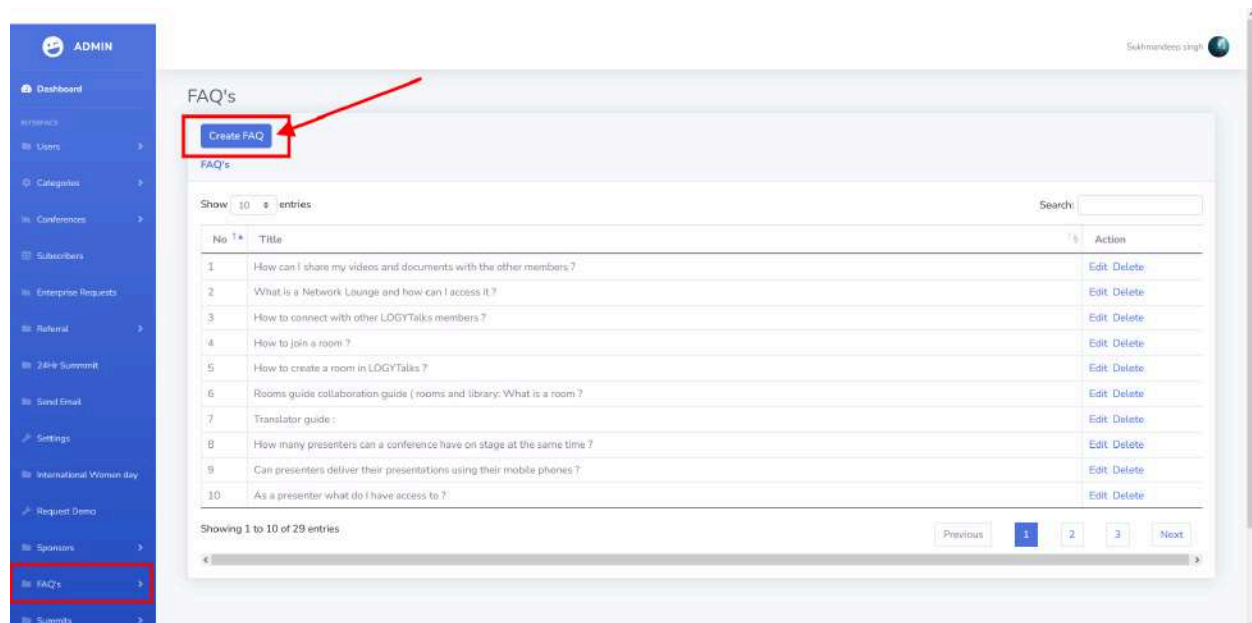 ADMIN
Sukhmandeep singh
Dashboard
INTERFACE
Users
Categories
Conferences
Subscribers
Enterprise Requests
Referral
24Hr Summmit
Send Email
Settings
International Women day
Request Demo
Sponsors
FAQ's
Summits
FAQ's
Create FAQ
FAQ's
Show 10 entries Search:
No Title Action
1 How can I share my videos and documents with the other members ? Edit Delete
2 What is a Network Lounge and how can I access it ? Edit Delete
3 How to connect with other LOGYTalks members ? Edit Delete
4 How to join a room ? Edit Delete
5 How to create a room in LOGYTalks ? Edit Delete
6 Rooms guide collaboration guide ( rooms and library: What is a room ? Edit Delete
7 Translator guide : Edit Delete
8 How many presenters can a conference have on stage at the same time ? Edit Delete
9 Can presenters deliver their presentations using their mobile phones ? Edit Delete
10 As a presenter what do I have access to ? Edit Delete
Showing 1 to 10 of 29 entries Previous 1 2 3 Next